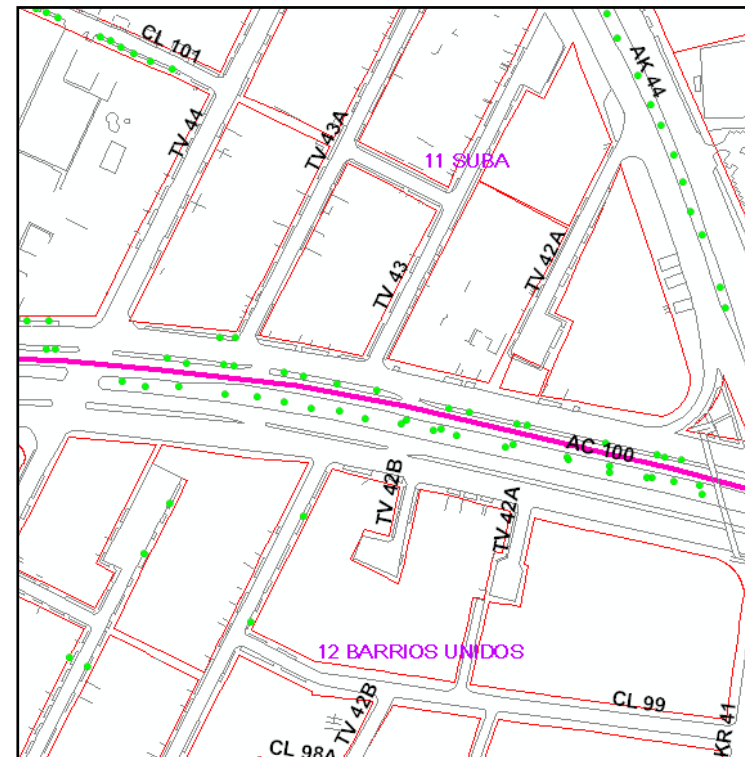 CL 101
AK 44
TV 44
TV 43A
11 SUBA
TV 42A
TV 43
AC 100
TV 42B
TV 42A
12 BARRIOS UNIDOS
CL 99
TV 42B
KR 41
CL 98A